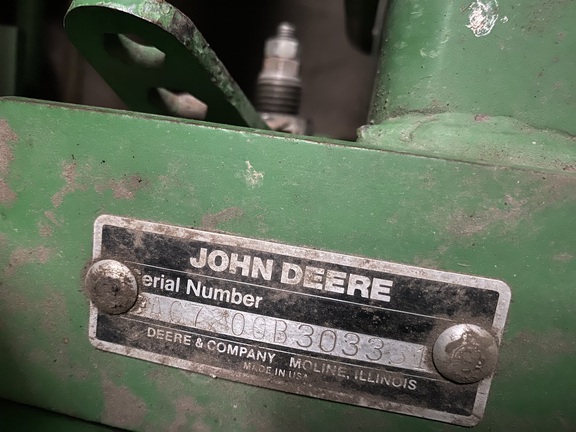 JOHN DEERE
erial Number
DEERE & COMPANY MOLINE, ILLINOIS
MADE IN USA